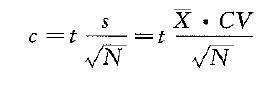 c = t s/√N = t X̄ • CV/√N